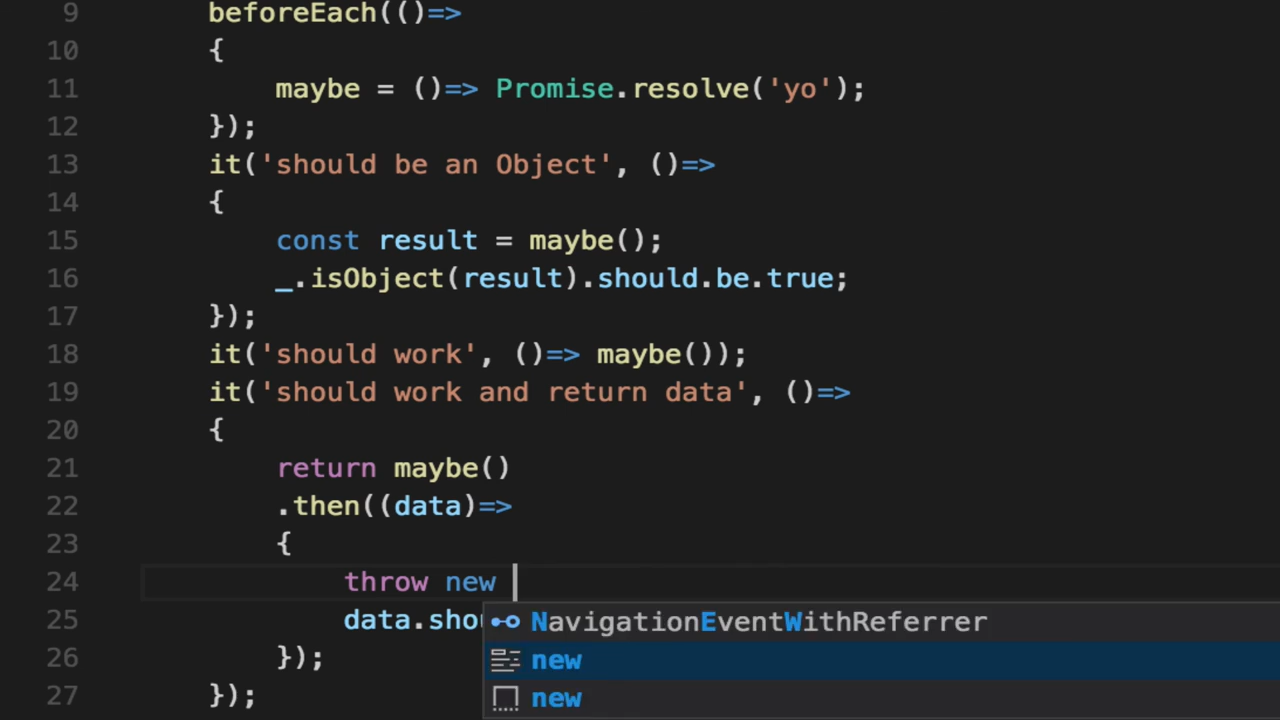 9 beforeEach(()=>
10 {
11 maybe = ()=> Promise.resolve('yo');
12 });
13 it('should be an Object', ()=>
14 {
15 const result = maybe();
16 _.isObject(result).should.be.true;
17 });
18 it('should work', ()=> maybe());
19 it('should work and return data', ()=>
20 {
21 return maybe()
22 .then((data)=>
23 {
24 throw new
25 data.shou
NavigationEventWithReferrer
26 });
new
27 });
new